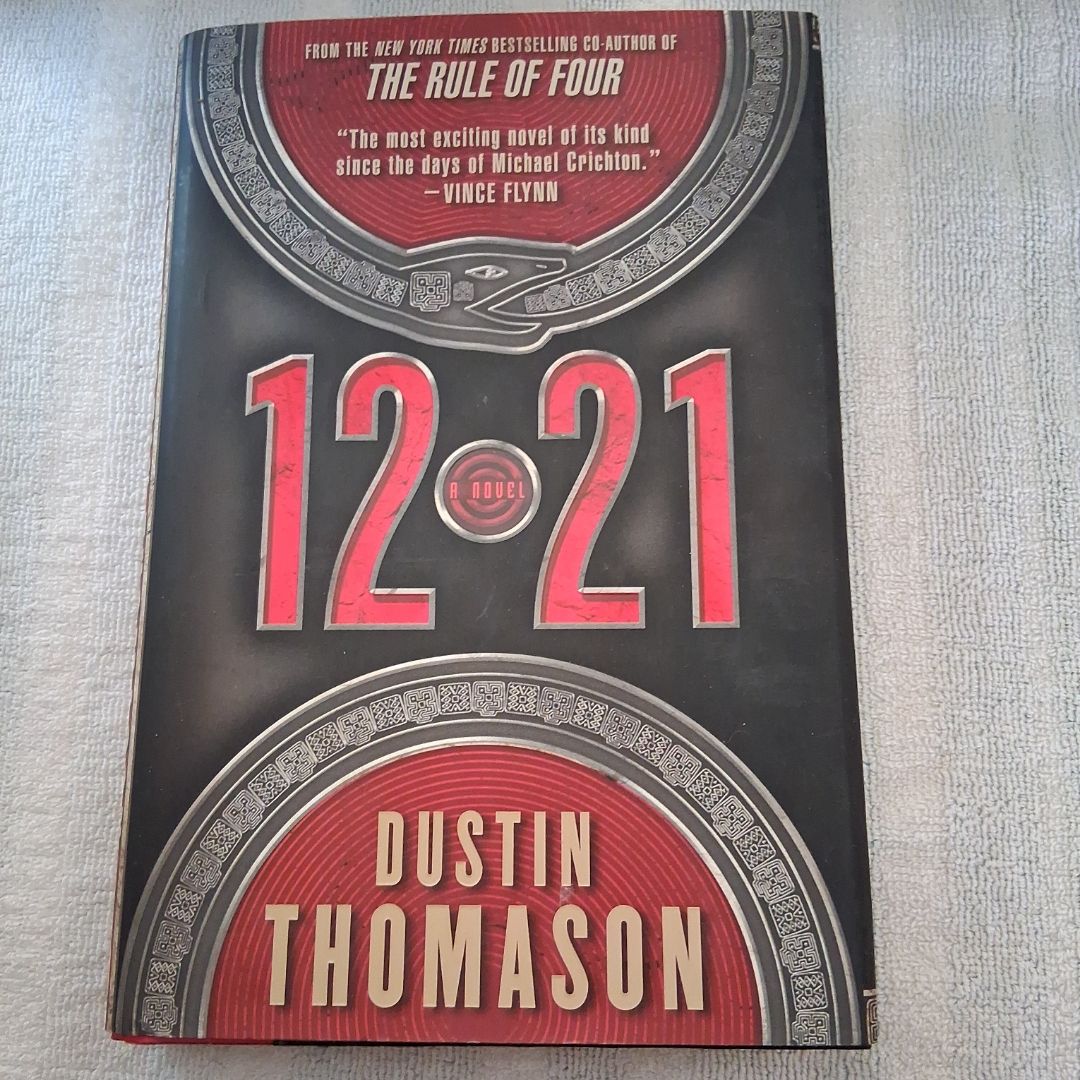 FROM THE NEW YORK TIMES BESTSELLING CO-AUTHOR OF
THE RULE OF FOUR
“The most exciting novel of its kind
since the days of Michael Crichton.”
—VINCE FLYNN
12•21
A NOVEL
DUSTIN
THOMASON